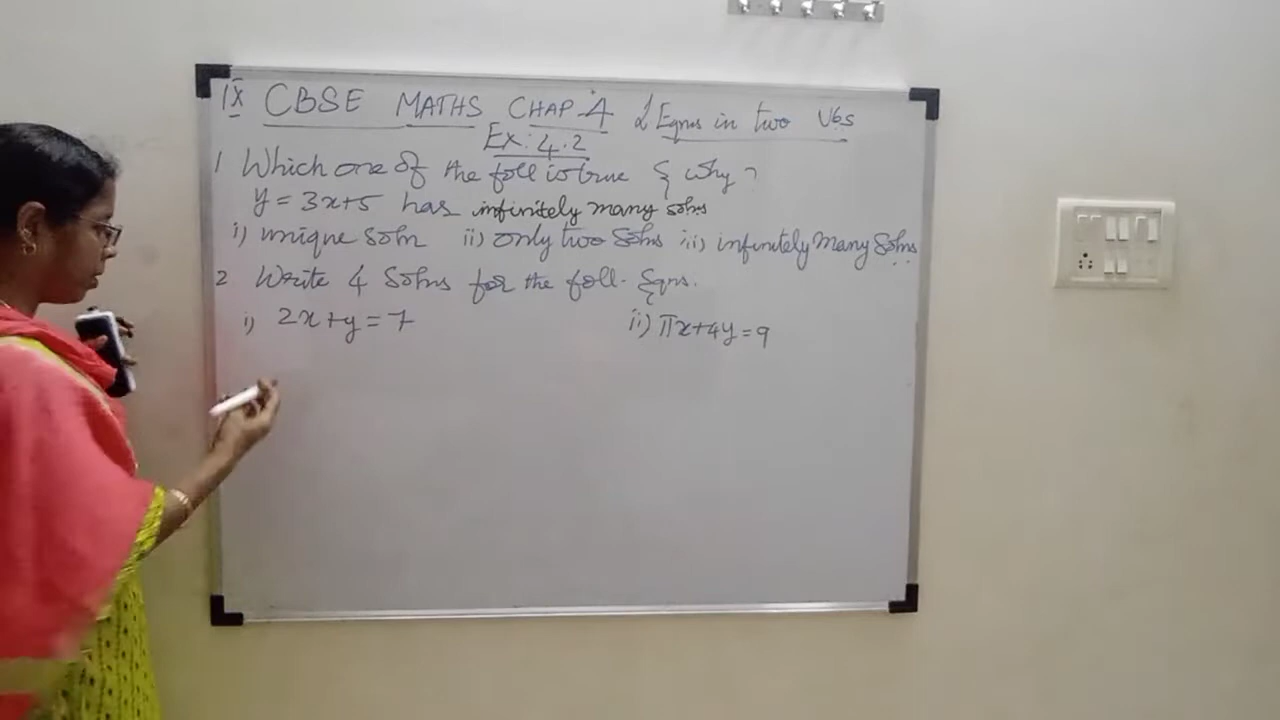 IX CBSE MATHS CHAP 4 L Eqns in two Vbs
Ex: 4.2
1 Which one of the foll is true & Why ?
y = 3x+5 has infinitely many solns
i) unique Soln ii) only two Solns iii) infinitely Many Solns
2 Write 4 Solns for the foll. Eqns.
i) 2x+y=7 ii) πx+4y=9